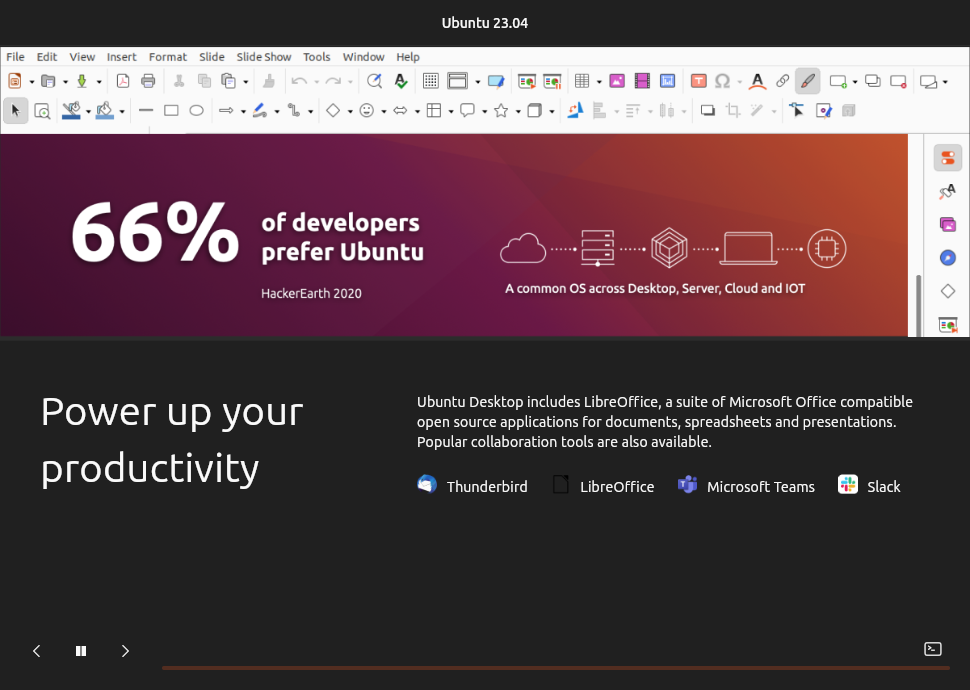 Ubuntu 23.04
File Edit View Insert Format Slide Slide Show Tools Window Help
66% of developers
prefer Ubuntu
HackerEarth 2020
A common OS across Desktop, Server, Cloud and IOT
Power up your
productivity
Ubuntu Desktop includes LibreOffice, a suite of Microsoft Office compatible
open source applications for documents, spreadsheets and presentations.
Popular collaboration tools are also available.
Thunderbird LibreOffice Microsoft Teams Slack